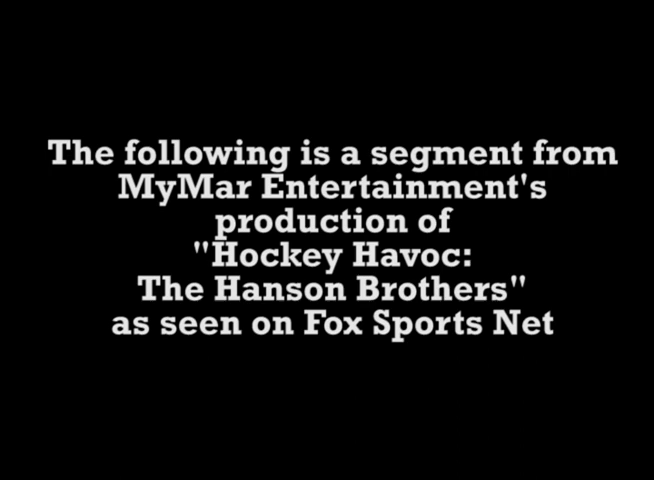 The following is a segment from
MyMar Entertainment's
production of
"Hockey Havoc:
The Hanson Brothers"
as seen on Fox Sports Net